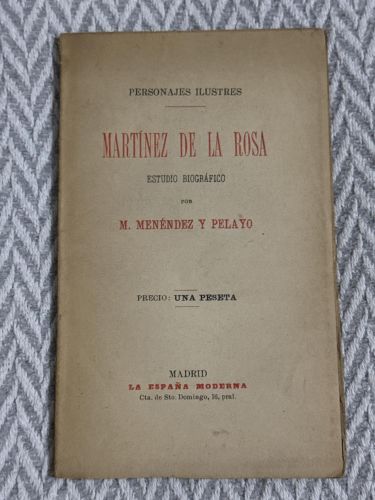 PERSONAJES ILUSTRES
MARTÍNEZ DE LA ROSA
ESTUDIO BIOGRÁFICO
POR
M. MENÉNDEZ Y PELAYO
PRECIO: UNA PESETA
MADRID
LA ESPAÑA MODERNA
Cta. de Sto. Domingo, 16, pral.